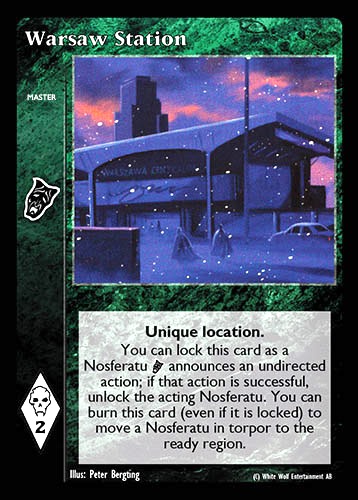 Warsaw Station
MASTER
WARSZAWA CENTRALNA
Unique location.
You can lock this card as a
Nosferatu announces an undirected
action; if that action is successful,
unlock the acting Nosferatu. You can
burn this card (even if it is locked) to
move a Nosferatu in torpor to the
ready region.
2
Illus: Peter Bergting
(C) White Wolf Entertainment AB